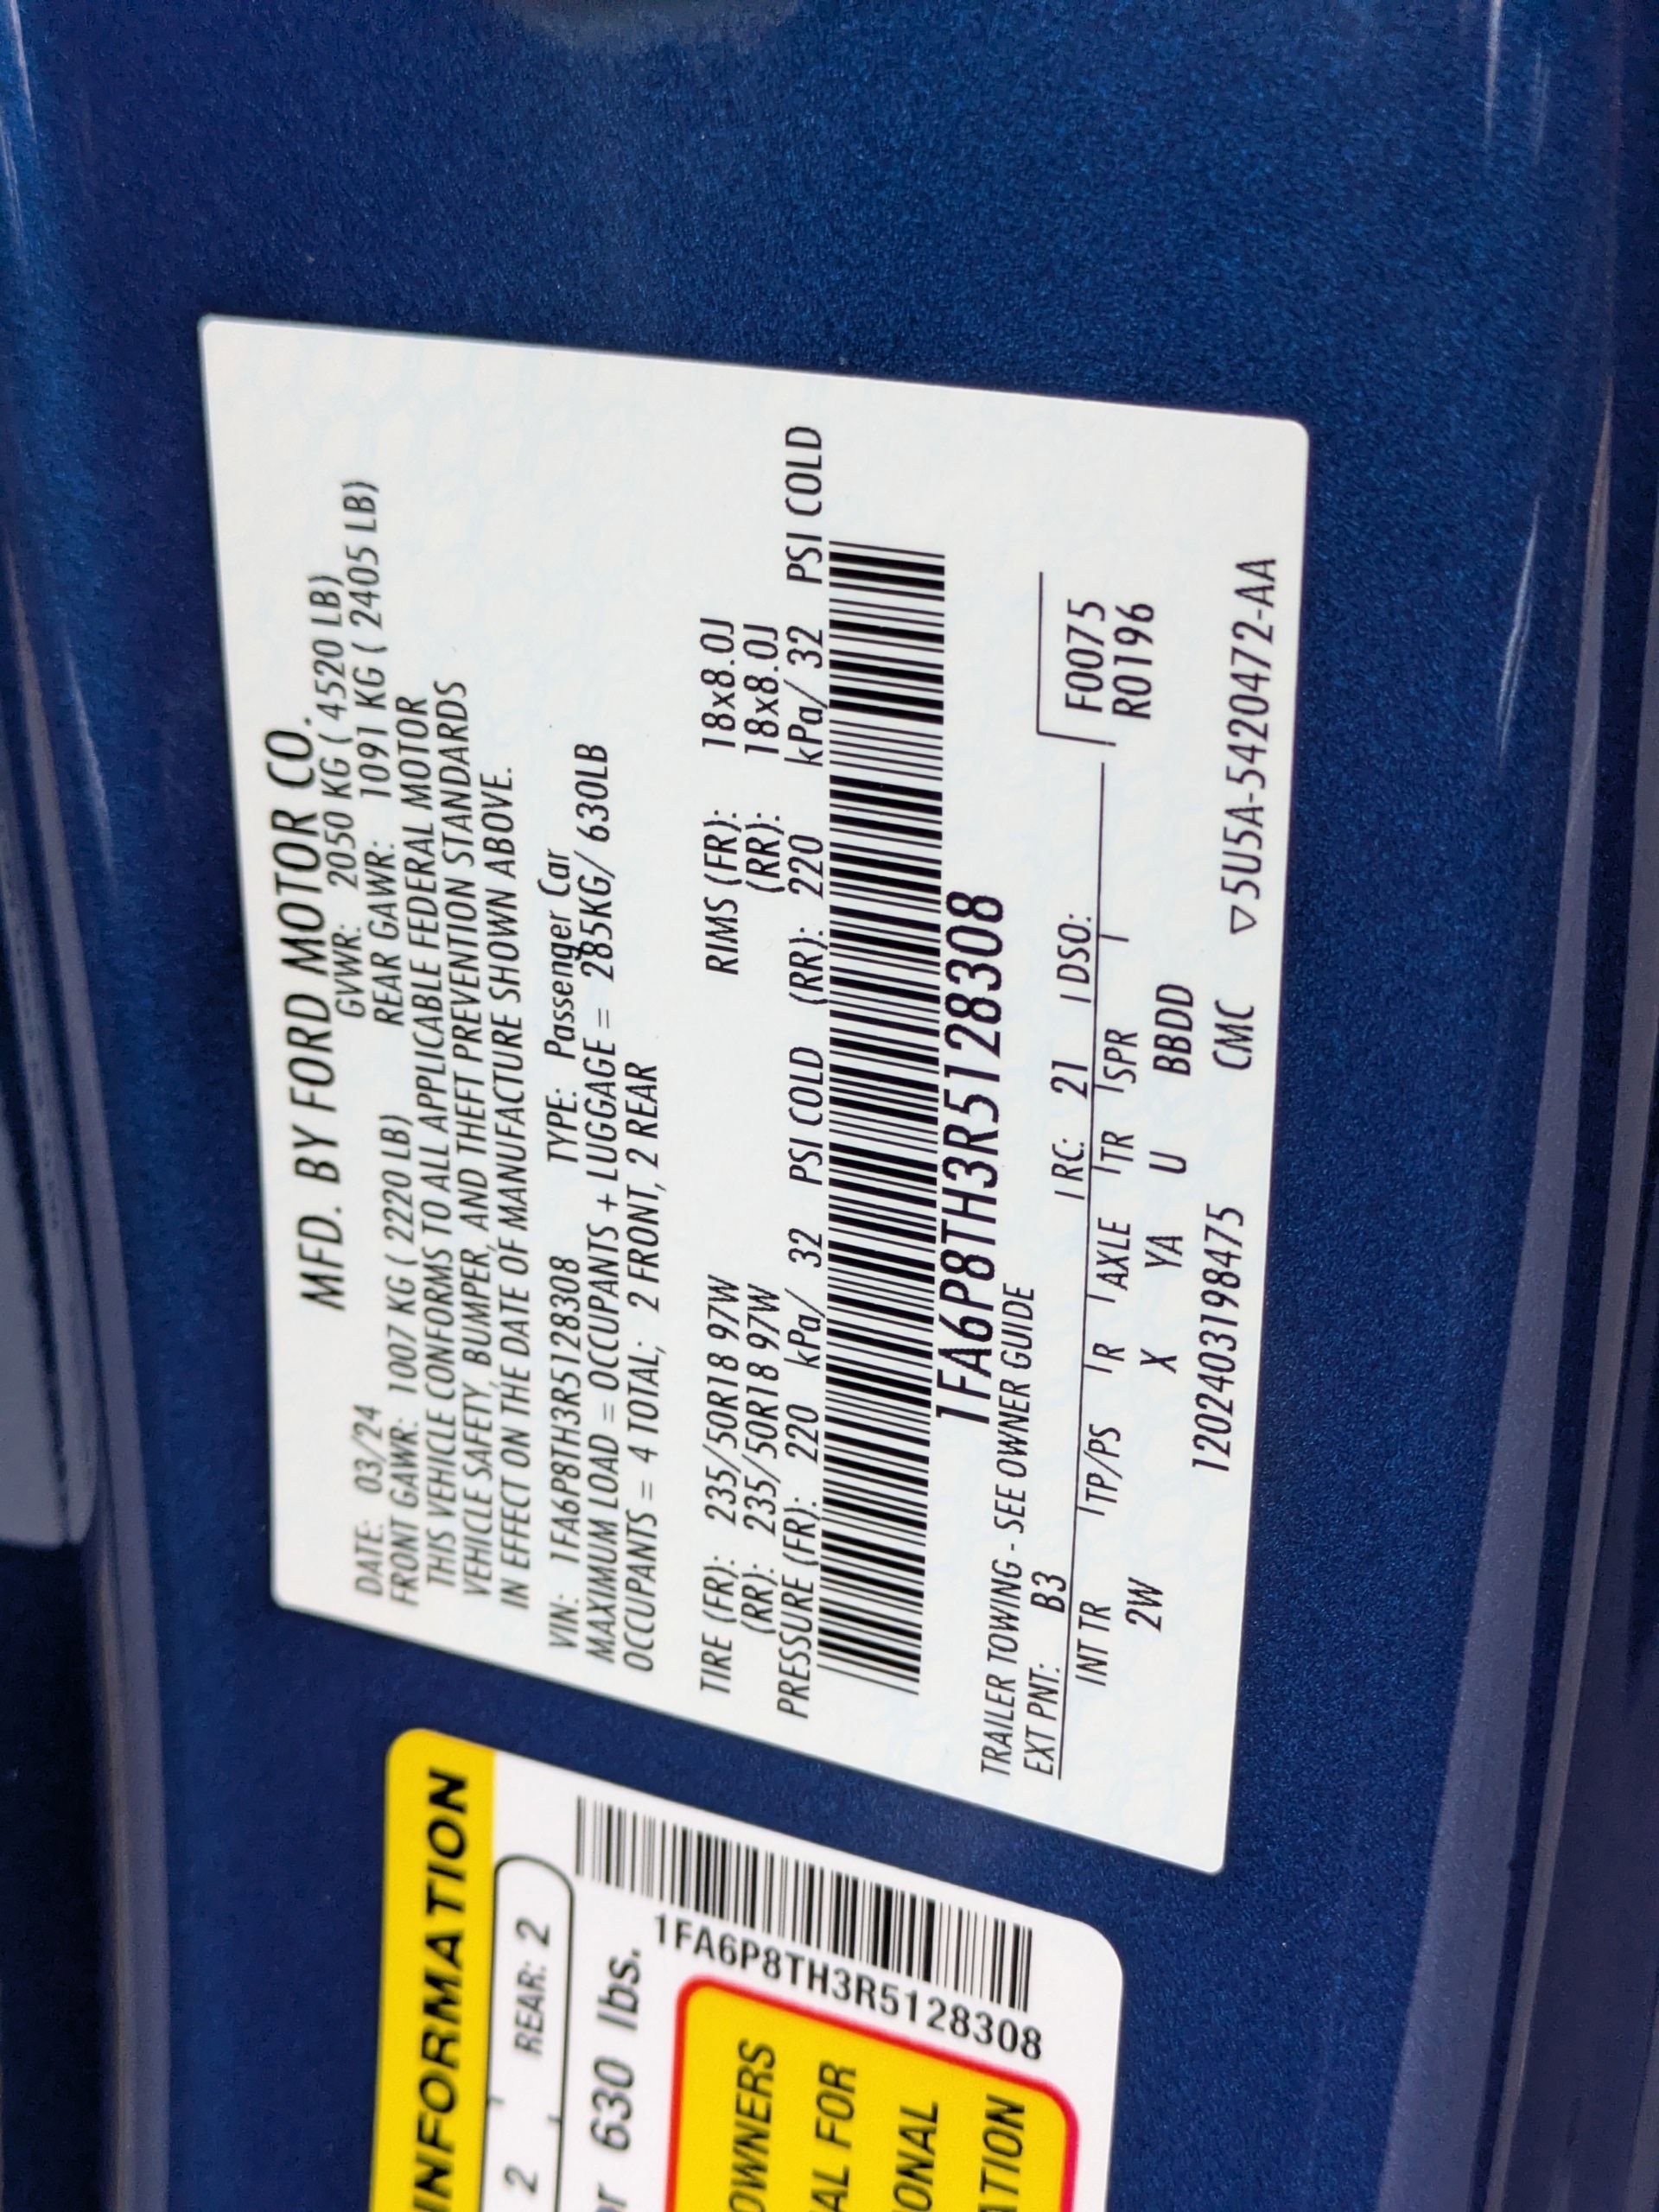 MFD. BY FORD MOTOR CO.
DATE: 03/24 GVWR: 2050 KG ( 4520 LB)
FRONT GAWR: 1007 KG ( 2220 LB) REAR GAWR: 1091 KG ( 2405 LB)
THIS VEHICLE CONFORMS TO ALL APPLICABLE FEDERAL MOTOR
VEHICLE SAFETY, BUMPER, AND THEFT PREVENTION STANDARDS
IN EFFECT ON THE DATE OF MANUFACTURE SHOWN ABOVE.
VIN: 1FA6P8TH3R5128308 TYPE: Passenger Car
MAXIMUM LOAD = OCCUPANTS + LUGGAGE = 285KG/ 630LB
OCCUPANTS = 4 TOTAL; 2 FRONT, 2 REAR
TIRE (FR): 235/50R18 97W RIMS (FR): 18x8.0J
(RR): 235/50R18 97W (RR): 18x8.0J
PRESSURE (FR): 220 kPa/ 32 PSI COLD (RR): 220 kPa/ 32 PSI COLD
1FA6P8TH3R5128308
TRAILER TOWING - SEE OWNER GUIDE
EXT PNT: B3 RC: 21 DSO: F0075
INT TR TP/PS R AXLE TR SPR R0196
2W X YA U BBDD
1202403198475 CMC ▽5U5A-5420472-AA
INFORMATION
2 REAR: 2
r 630 lbs.
1FA6P8TH3R5128308
OWNERS
AL FOR
ONAL
ATION